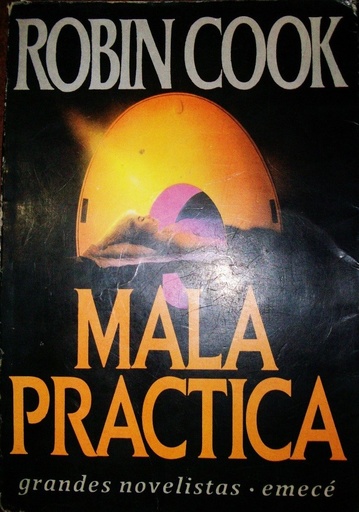 ROBIN COOK
MALA
PRACTICA
grandes novelistas · emecé